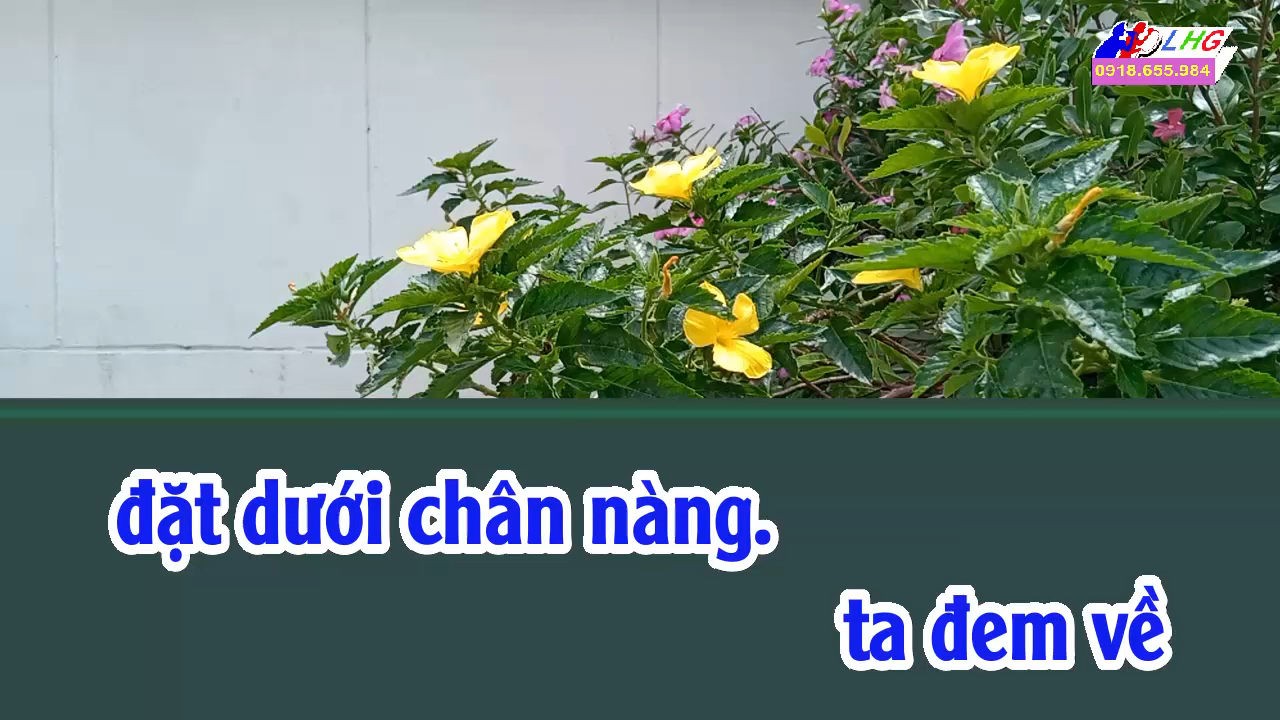 LHG
0918.655.984
đặt dưới chân nàng.
ta đem về